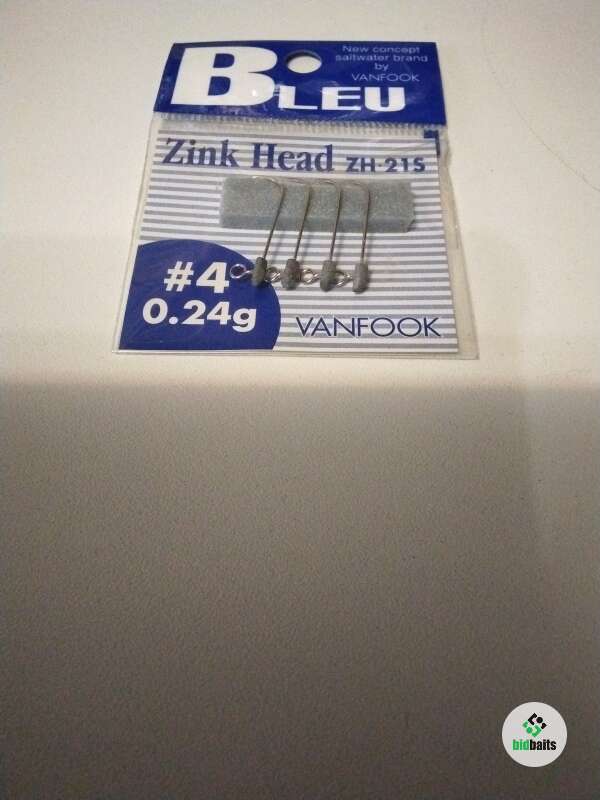 BLEU
New concept
saltwater brand
by
VANFOOK
Zink Head ZH-21S
#4
0.24g
VANFOOK
bidbaits